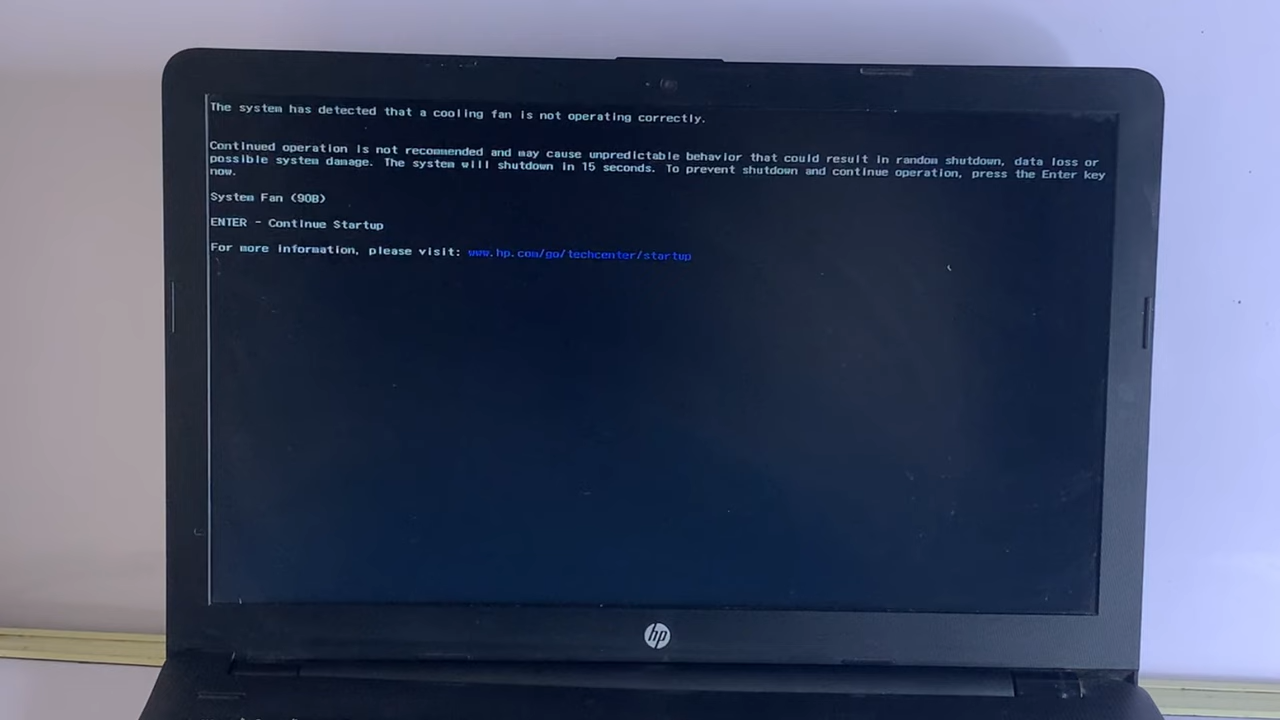 The system has detected that a cooling fan is not operating correctly.
Continued operation is not recommended and may cause unpredictable behavior that could result in random shutdown, data loss or
possible system damage. The system will shutdown in 15 seconds. To prevent shutdown and continue operation, press the Enter key
now.
System Fan (90B)
ENTER - Continue Startup
For more information, please visit: www.hp.com/go/techcenter/startup
hp